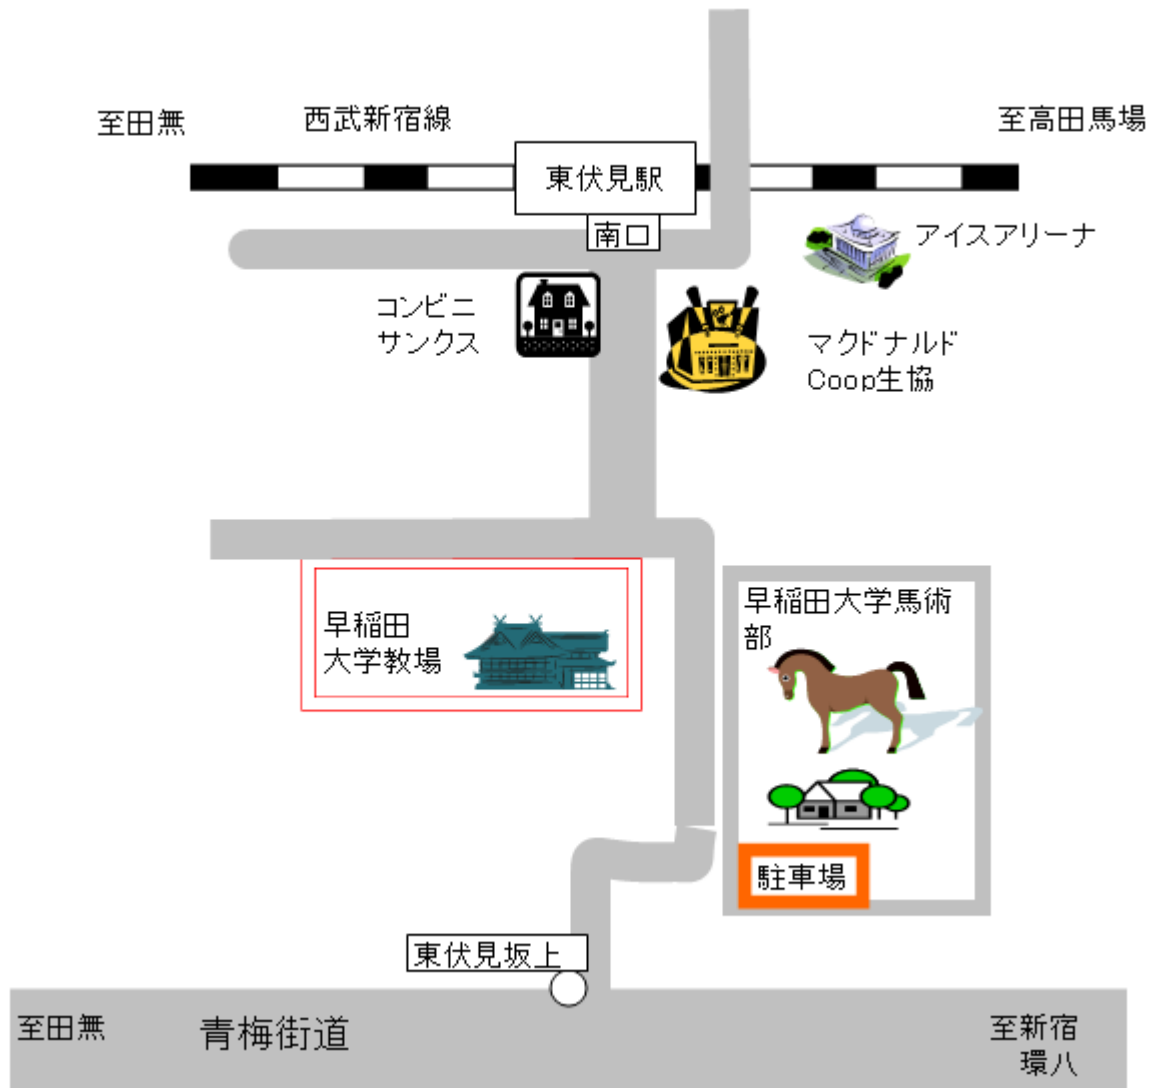 至田無
西武新宿線
至高田馬場
東伏見駅
南口
アイスアリーナ
コンビニ
サンクス
マクドナルド
Coop生協
早稲田
大学教場
早稲田大学馬術
部
駐車場
東伏見坂上
至田無
青梅街道
至新宿
環八